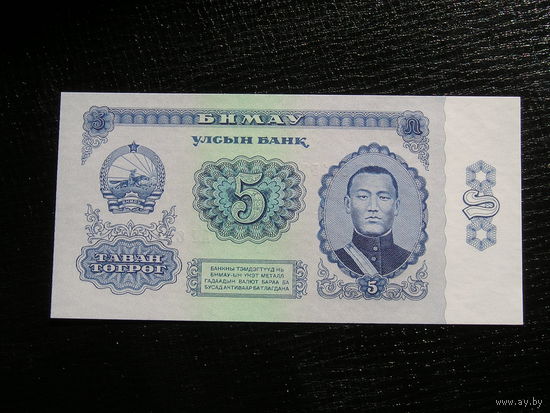 БНМАУ
УЛСЫН БАНК
5
ТАВАН
ТӨГРӨГ
БАНКНЫ ТЭМДЭГТҮҮД НЬ
БНМАУ-ЫН ҮНЭТ МЕТАЛЛ
ГАДААДЫН ВАЛЮТ БАРАА БА
БУСАД АКТИВААР БАТЛАГДАНА
5
www.ay.by